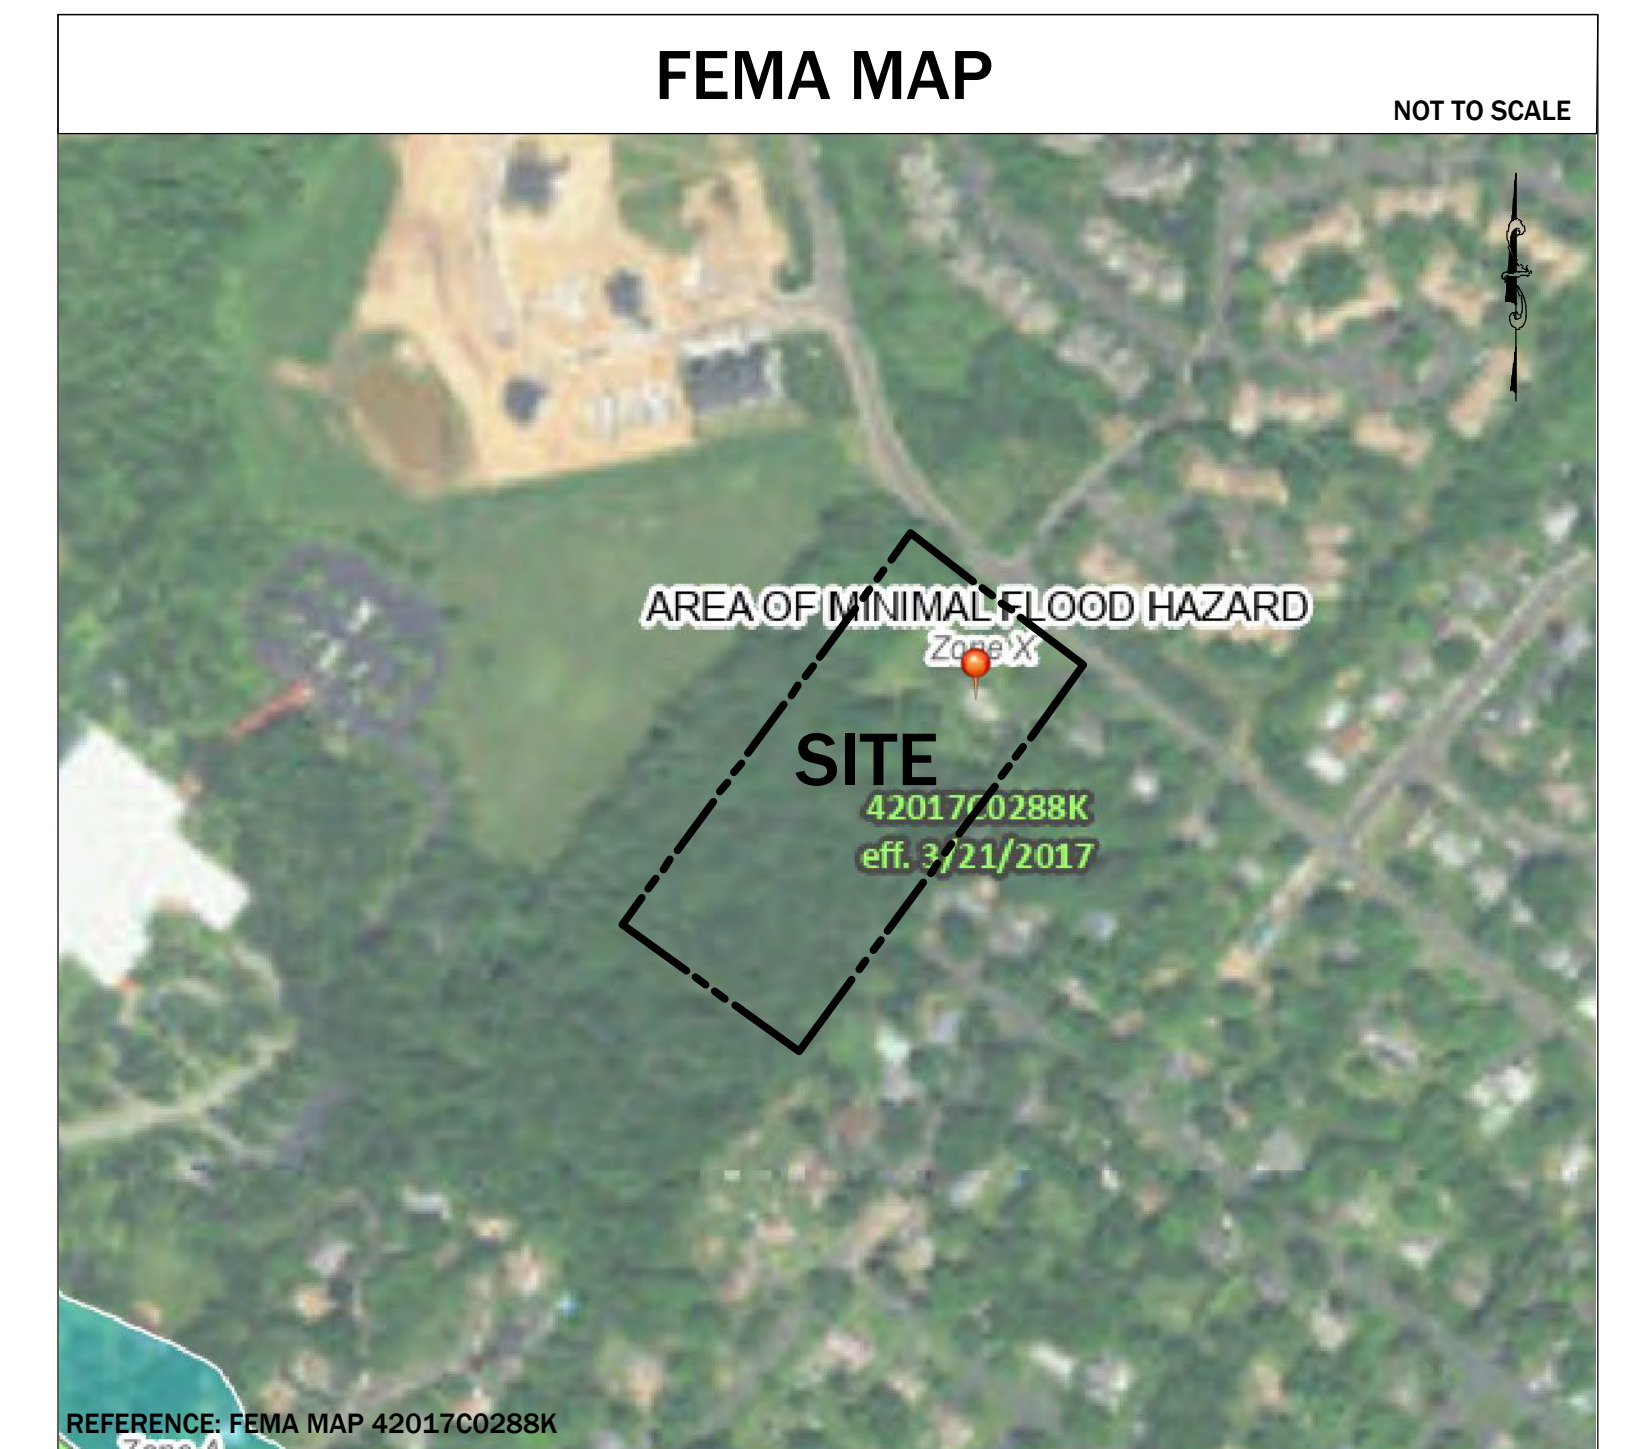 FEMA MAP
NOT TO SCALE
AREA OF MINIMAL FLOOD HAZARD
Zone X
SITE
42017C0288K
eff. 3/21/2017
REFERENCE: FEMA MAP 42017C0288K
Zone A